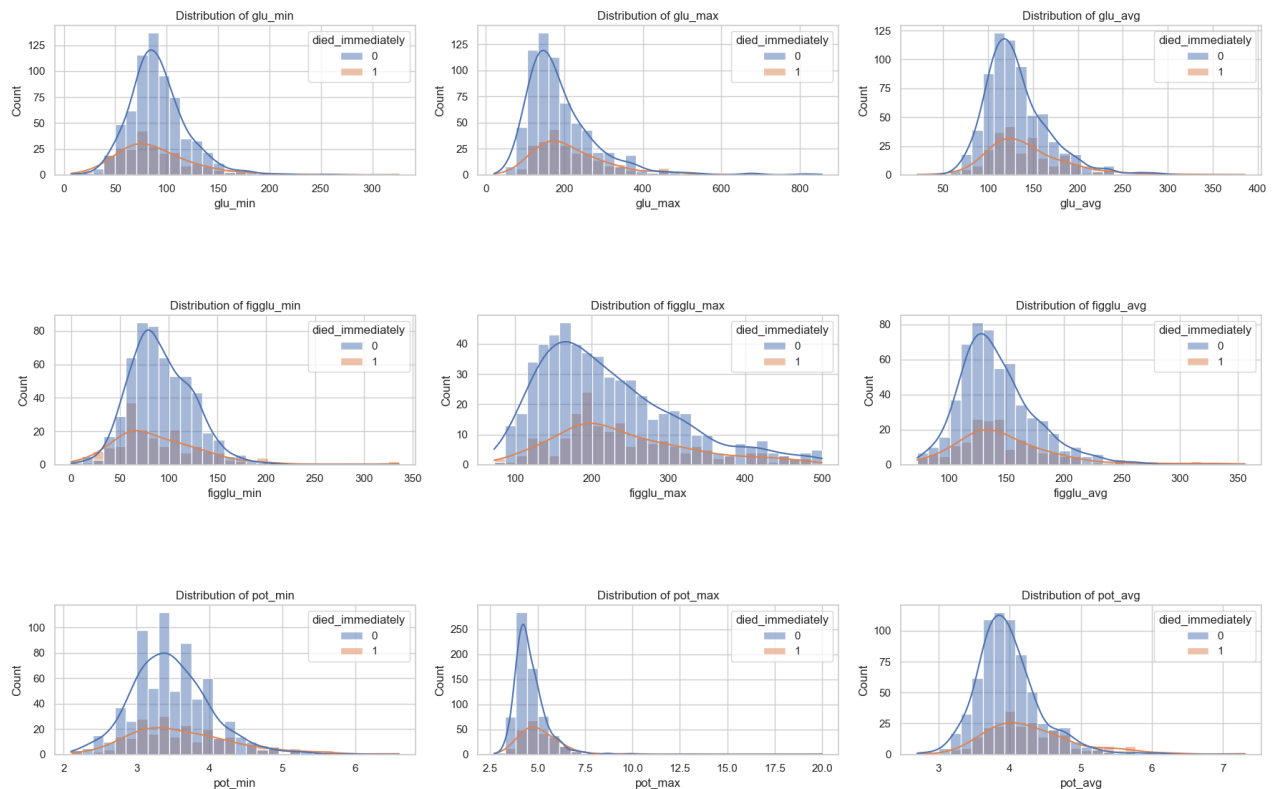 Distribution of glu_min
died_immediately
0
1
Count
125
100
75
50
25
0
0 50 100 150 200 250 300
glu_min
Distribution of glu_max
died_immediately
0
1
Count
125
100
75
50
25
0
0 200 400 600 800
glu_max
Distribution of glu_avg
died_immediately
0
1
Count
125
100
75
50
25
0
50 100 150 200 250 300 350 400
glu_avg
Distribution of figglu_min
died_immediately
0
1
Count
80
60
40
20
0
0 50 100 150 200 250 300 350
figglu_min
Distribution of figglu_max
died_immediately
0
1
Count
40
30
20
10
0
100 200 300 400 500
figglu_max
Distribution of figglu_avg
died_immediately
0
1
Count
80
60
40
20
0
100 150 200 250 300 350
figglu_avg
Distribution of pot_min
died_immediately
0
1
Count
100
80
60
40
20
0
2 3 4 5 6
pot_min
Distribution of pot_max
died_immediately
0
1
Count
250
200
150
100
50
0
2.5 5.0 7.5 10.0 12.5 15.0 17.5 20.0
pot_max
Distribution of pot_avg
died_immediately
0
1
Count
100
75
50
25
0
3 4 5 6 7
pot_avg